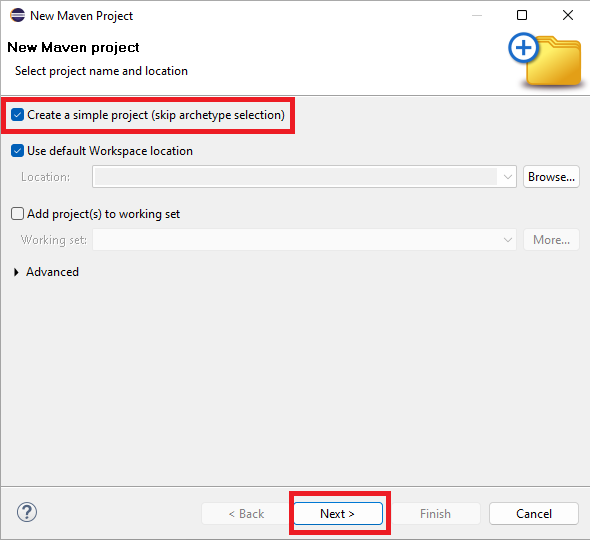 New Maven Project
New Maven project
Select project name and location
Create a simple project (skip archetype selection)
Use default Workspace location
Location:
Browse...
Add project(s) to working set
Working set:
More...
Advanced
?
< Back
Next >
Finish
Cancel